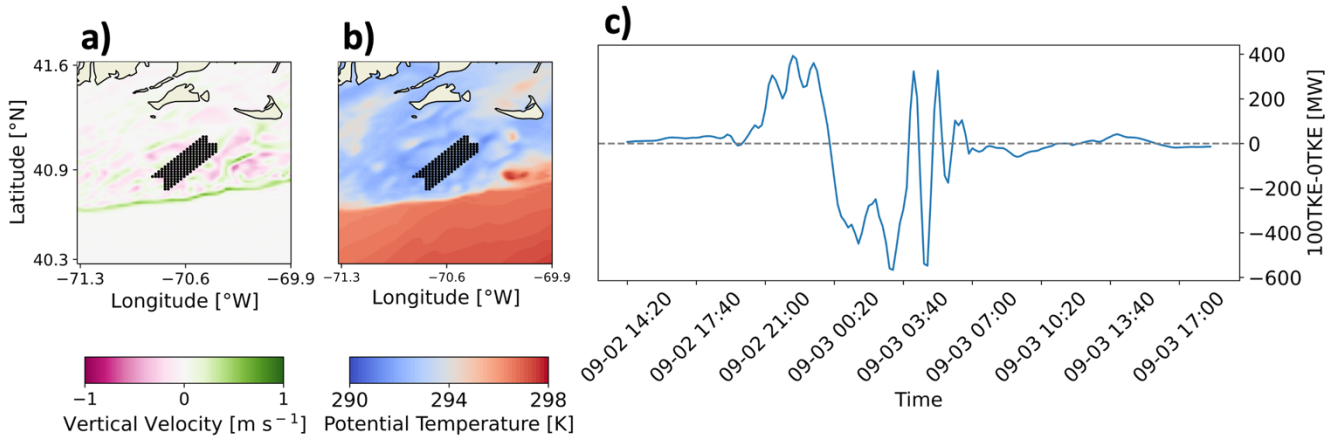 a)
b)
c)
41.6
40.9
40.3
Latitude [°N]
−71.3 −70.6 −69.9
Longitude [°W]
−71.3 −70.6 −69.9
Longitude [°W]
−1 0 1
Vertical Velocity [m s⁻¹]
290 294 298
Potential Temperature [K]
400
200
0
−200
−400
−600
100TKE-0TKE [MW]
09-02 14:20
09-02 17:40
09-02 21:00
09-03 00:20
09-03 03:40
09-03 07:00
09-03 10:20
09-03 13:40
09-03 17:00
Time